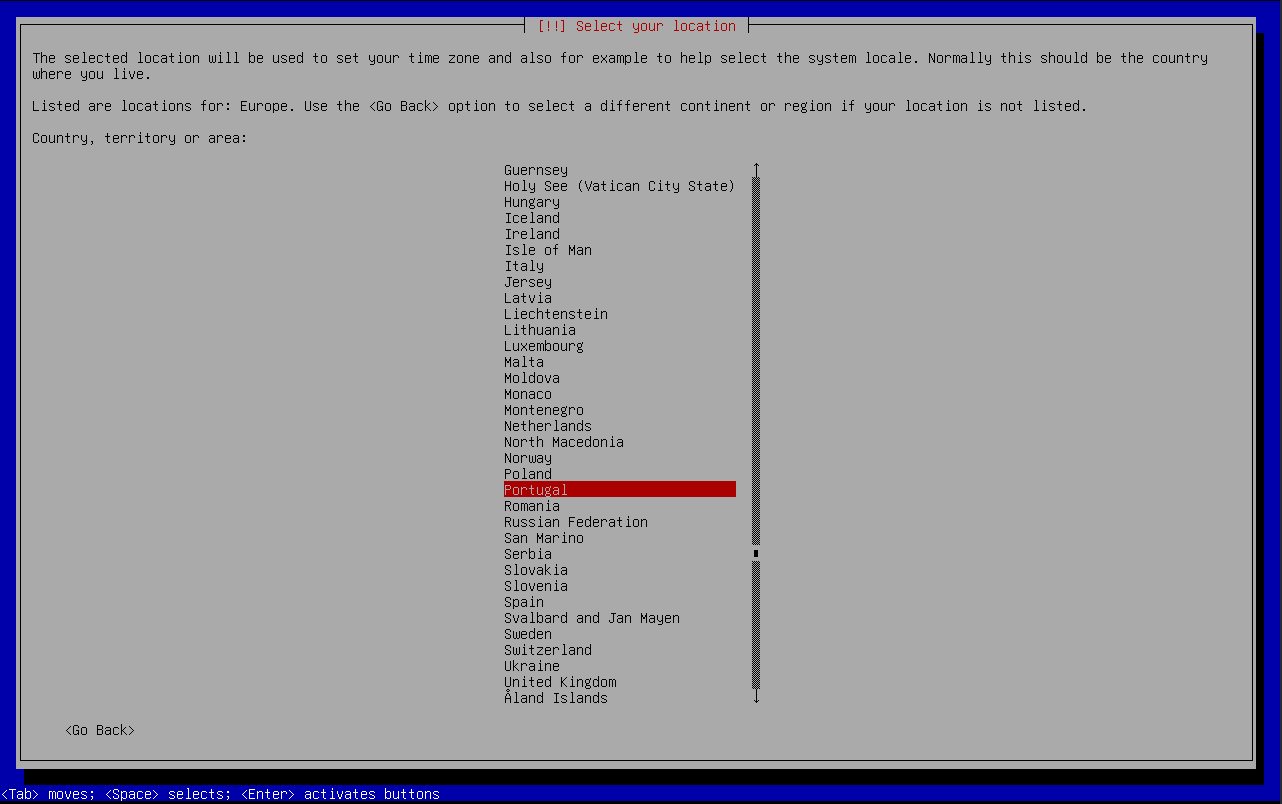 [!!] Select your location
The selected location will be used to set your time zone and also for example to help select the system locale. Normally this should be the country
where you live.
Listed are locations for: Europe. Use the <Go Back> option to select a different continent or region if your location is not listed.
Country, territory or area:
Guernsey
Holy See (Vatican City State)
Hungary
Iceland
Ireland
Isle of Man
Italy
Jersey
Latvia
Liechtenstein
Lithuania
Luxembourg
Malta
Moldova
Monaco
Montenegro
Netherlands
North Macedonia
Norway
Poland
Portugal
Romania
Russian Federation
San Marino
Serbia
Slovakia
Slovenia
Spain
Svalbard and Jan Mayen
Sweden
Switzerland
Ukraine
United Kingdom
Åland Islands
<Go Back>
<Tab> moves; <Space> selects; <Enter> activates buttons